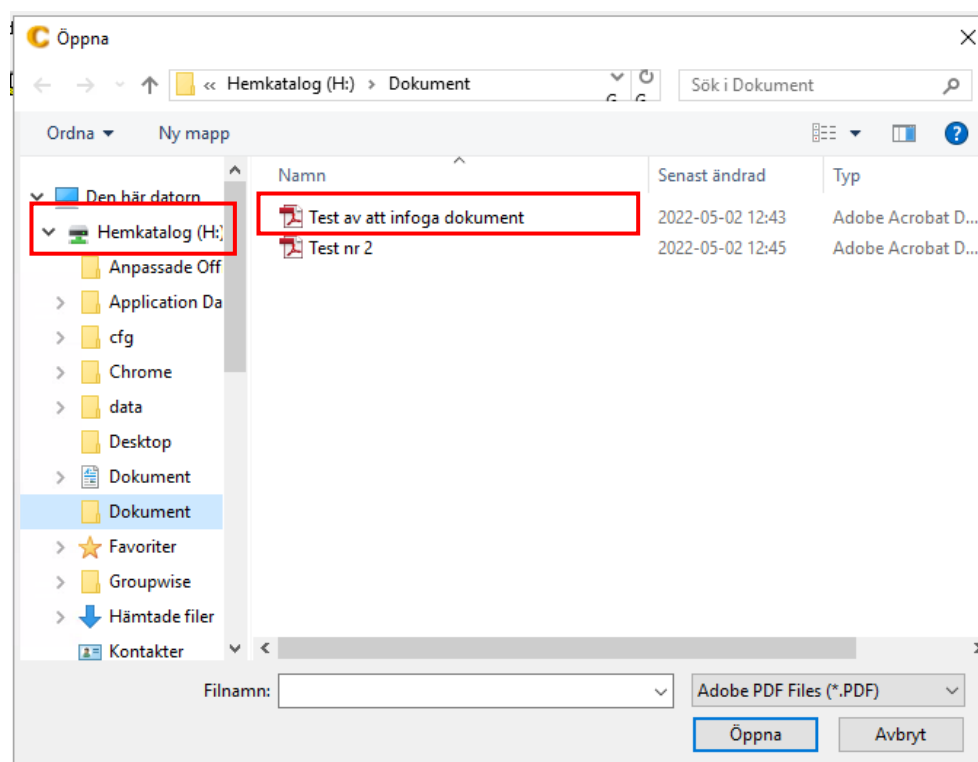 Öppna
« Hemkatalog (H:) > Dokument
Sök i Dokument
Ordna
Ny mapp
Namn
Senast ändrad
Typ
Den här datorn
Hemkatalog (H:)
Anpassade Off
Application Da
cfg
Chrome
data
Desktop
Dokument
Dokument
Favoriter
Groupwise
Hämtade filer
Kontakter
Test av att infoga dokument 2022-05-02 12:43 Adobe Acrobat D...
Test nr 2 2022-05-02 12:45 Adobe Acrobat D...
Filnamn:
Adobe PDF Files (*.PDF)
Öppna
Avbryt